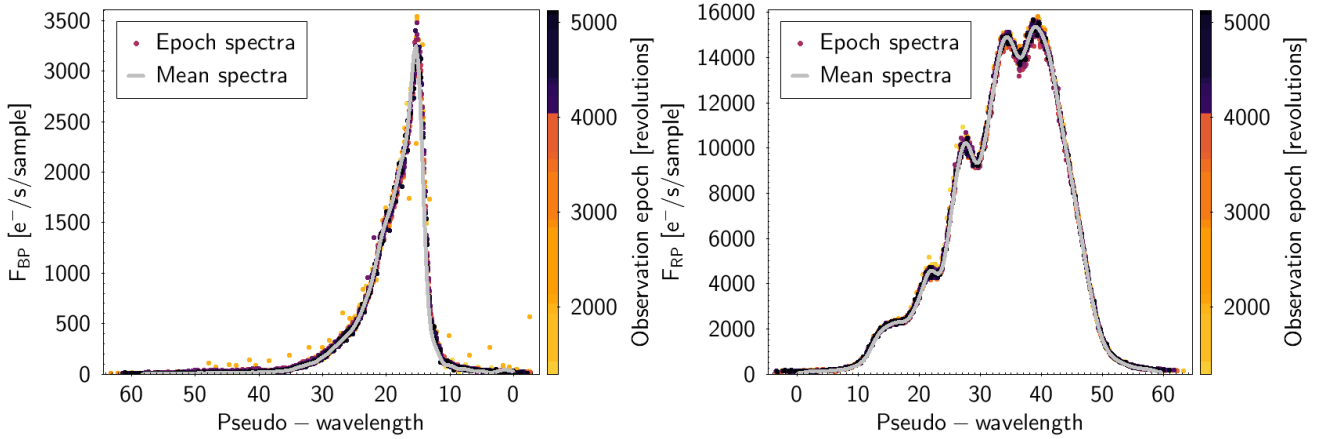 3500
3000
2500
2000
1500
1000
500
0
F_BP [e⁻/s/sample]
Epoch spectra
Mean spectra
60 50 40 30 20 10 0
Pseudo − wavelength
5000
4000
3000
2000
Observation epoch [revolutions]
16000
14000
12000
10000
8000
6000
4000
2000
0
F_RP [e⁻/s/sample]
Epoch spectra
Mean spectra
0 10 20 30 40 50 60
Pseudo − wavelength
5000
4000
3000
2000
Observation epoch [revolutions]